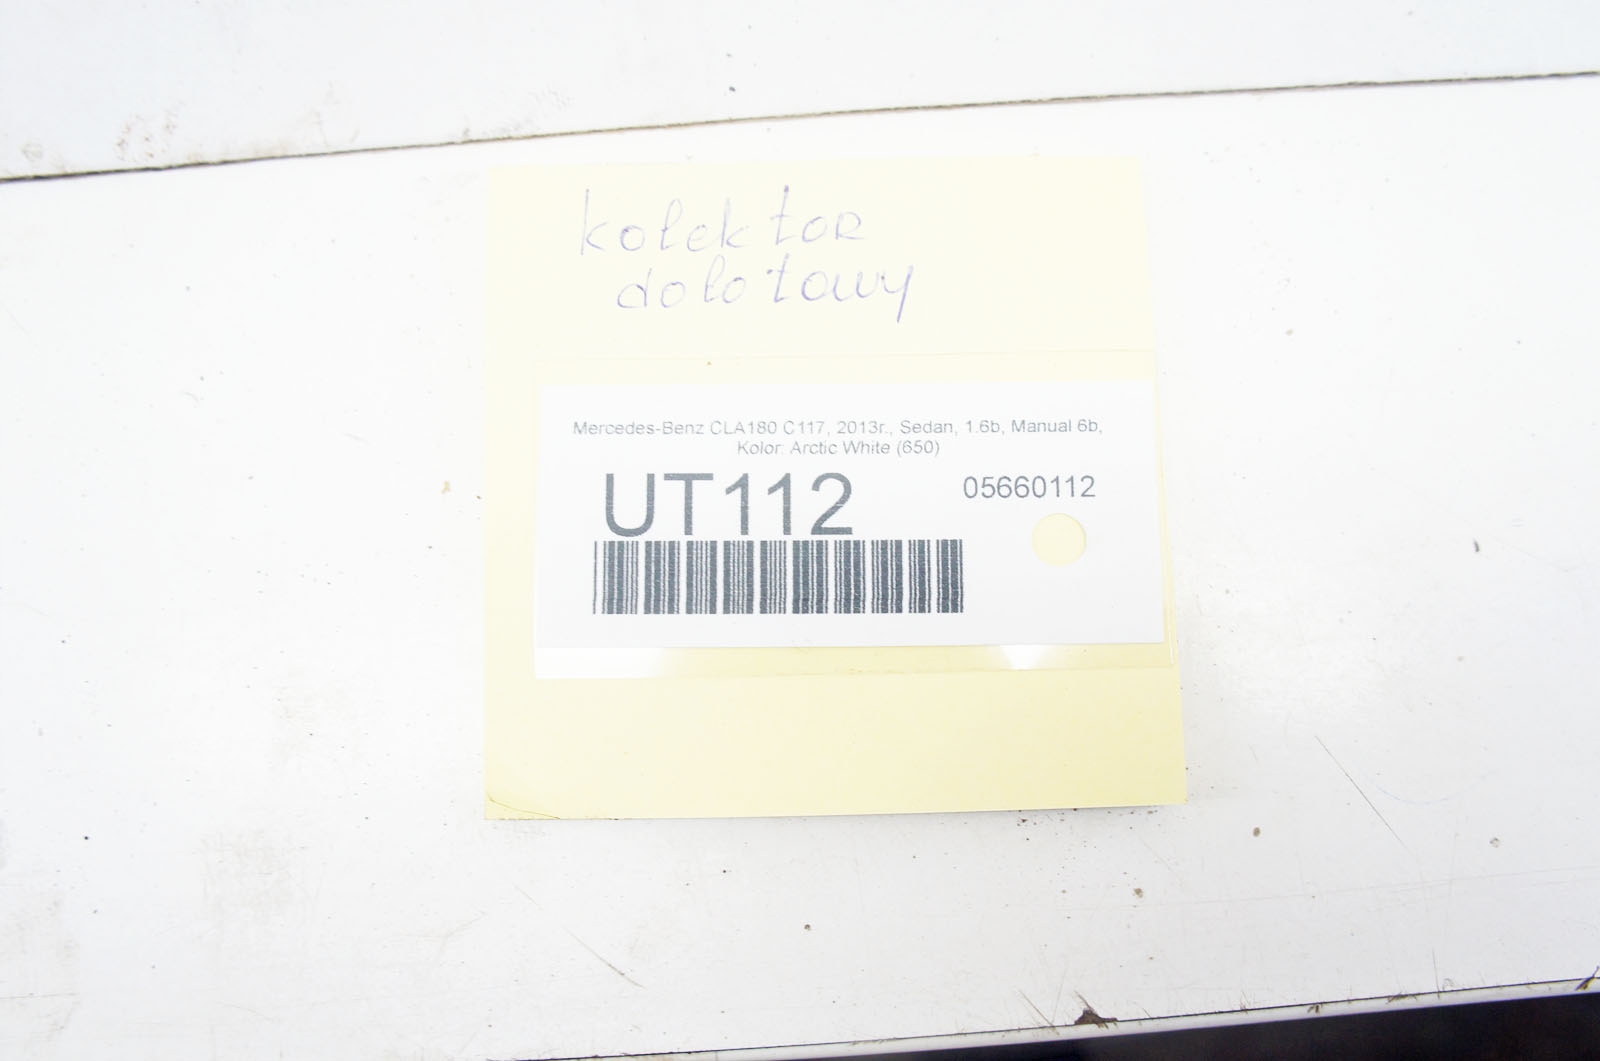 kolektor
dolotowy
Mercedes-Benz CLA180 C117, 2013r., Sedan, 1.6b, Manual 6b,
Kolor: Arctic White (650)
UT112
05660112